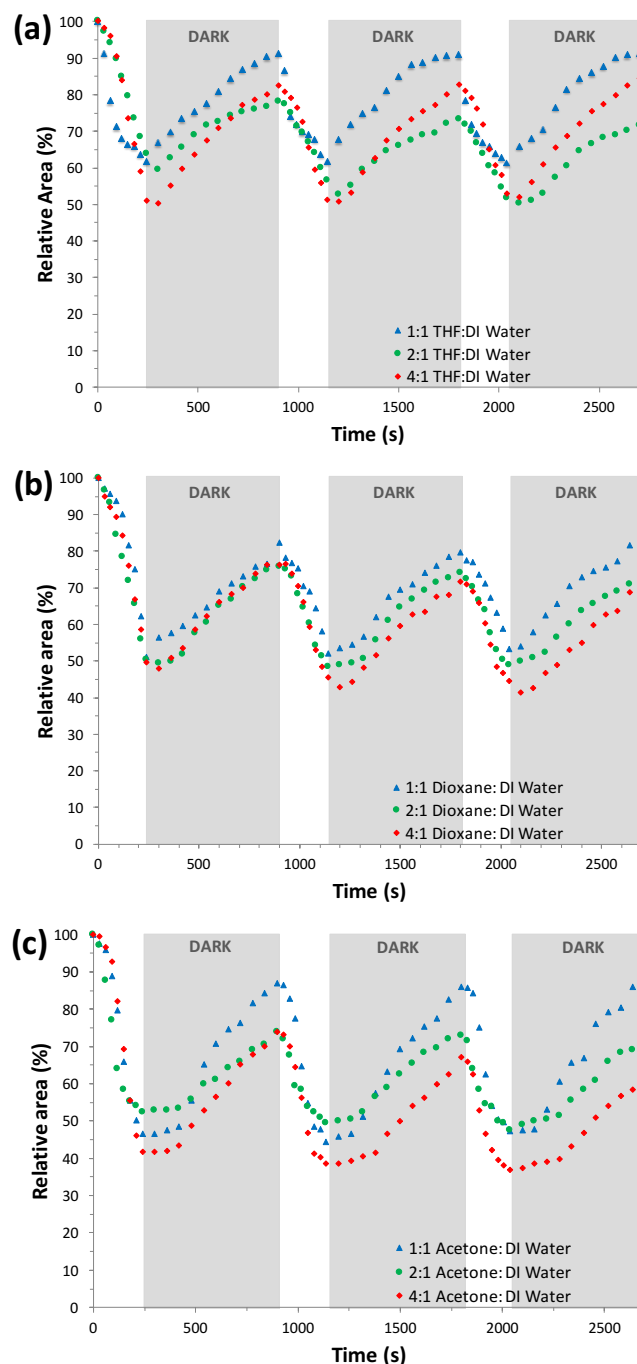 (a)
Relative Area (%)
100
90
80
70
60
50
40
30
20
10
0
DARK DARK DARK
1:1 THF:DI Water
2:1 THF:DI Water
4:1 THF:DI Water
0 500 1000 1500 2000 2500
Time (s)
(b)
Relative area (%)
100
90
80
70
60
50
40
30
20
10
0
DARK DARK DARK
1:1 Dioxane: DI Water
2:1 Dioxane: DI Water
4:1 Dioxane: DI Water
0 500 1000 1500 2000 2500
Time (s)
(c)
Relative area (%)
100
90
80
70
60
50
40
30
20
10
0
DARK DARK DARK
1:1 Acetone: DI Water
2:1 Acetone: DI Water
4:1 Acetone: DI Water
0 500 1000 1500 2000 2500
Time (s)